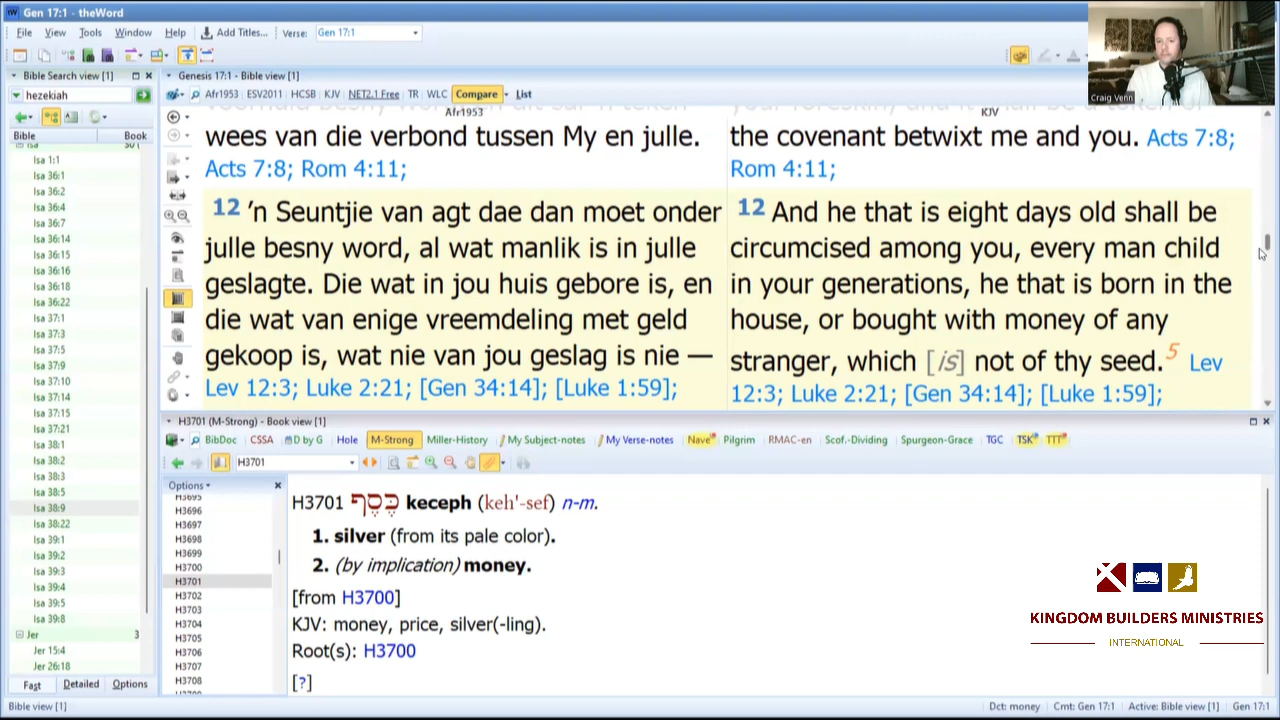 Gen 17:1 - theWord
File View Tools Window Help Add Titles... Verse: Gen 17:1
Bible Search view [1]
hezekiah
Bible Book
Isa 1:1
Isa 36:1
Isa 36:2
Isa 36:4
Isa 36:7
Isa 36:14
Isa 36:15
Isa 36:16
Isa 36:18
Isa 36:22
Isa 37:1
Isa 37:3
Isa 37:5
Isa 37:9
Isa 37:10
Isa 37:14
Isa 37:15
Isa 37:21
Isa 38:1
Isa 38:2
Isa 38:3
Isa 38:5
Isa 38:9
Isa 38:22
Isa 39:1
Isa 39:2
Isa 39:3
Isa 39:4
Isa 39:5
Isa 39:8
Jer 3
Jer 15:4
Jer 26:18
Fast Detailed Options
Genesis 17:1 - Bible view [1]
Afr1953 ESV2011 HCSB KJV NET2.1 Free TR WLC Compare List
Afr1953
wees van die verbond tussen My en julle.
Acts 7:8; Rom 4:11;
12 ’n Seuntjie van agt dae dan moet onder
julle besny word, al wat manlik is in julle
geslagte. Die wat in jou huis gebore is, en
die wat van enige vreemdeling met geld
gekoop is, wat nie van jou geslag is nie —
Lev 12:3; Luke 2:21; [Gen 34:14]; [Luke 1:59];
KJV
the covenant betwixt me and you. Acts 7:8;
Rom 4:11;
12 And he that is eight days old shall be
circumcised among you, every man child
in your generations, he that is born in the
house, or bought with money of any
stranger, which [is] not of thy seed.5 Lev
12:3; Luke 2:21; [Gen 34:14]; [Luke 1:59];
H3701 (M-Strong) - Book view [1]
BibDoc CSSA D by G Hole M-Strong Miller-History My Subject-notes My Verse-notes Nave Pilgrim RMAC-en Scof.-Dividing Spurgeon-Grace TGC TSK TTT
H3701
Options
H3695
H3696
H3697
H3698
H3699
H3700
H3701
H3702
H3703
H3704
H3705
H3706
H3707
H3708
H3701 כֶּסֶף keceph (keh'-sef) n-m.
1. silver (from its pale color).
2. (by implication) money.
[from H3700]
KJV: money, price, silver(-ling).
Root(s): H3700
[?]
Craig Venn
KINGDOM BUILDERS MINISTRIES
INTERNATIONAL
Bible view [1] Dct: money Cmt: Gen 17:1 Active: Bible view [1] Gen 17:1